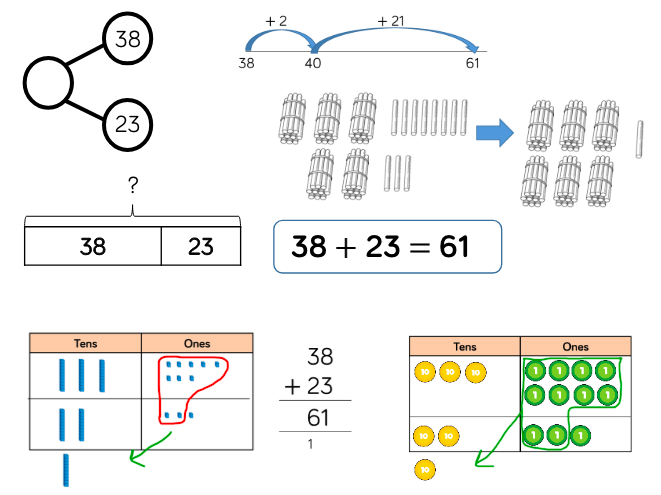 38
23
+ 2
+ 21
38
40
61
?
38
23
38 + 23 = 61
Tens
Ones
38
+ 23
61
1
Tens
Ones
10 10 10
1 1 1 1
1 1 1 1
10 10
1 1 1
10